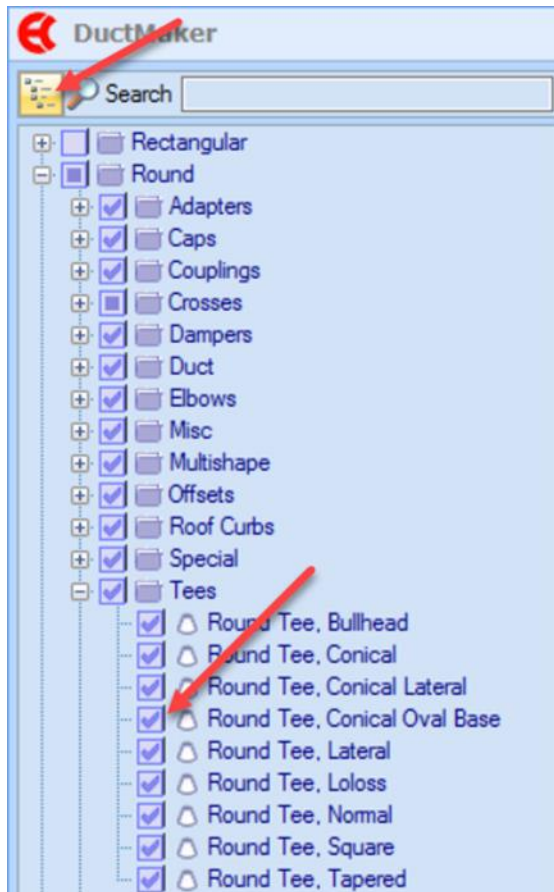 DuctMaker
Search
Rectangular
Round
Adapters
Caps
Couplings
Crosses
Dampers
Duct
Elbows
Misc
Multishape
Offsets
Roof Curbs
Special
Tees
Round Tee, Bullhead
Round Tee, Conical
Round Tee, Conical Lateral
Round Tee, Conical Oval Base
Round Tee, Lateral
Round Tee, Loloss
Round Tee, Normal
Round Tee, Square
Round Tee, Tapered